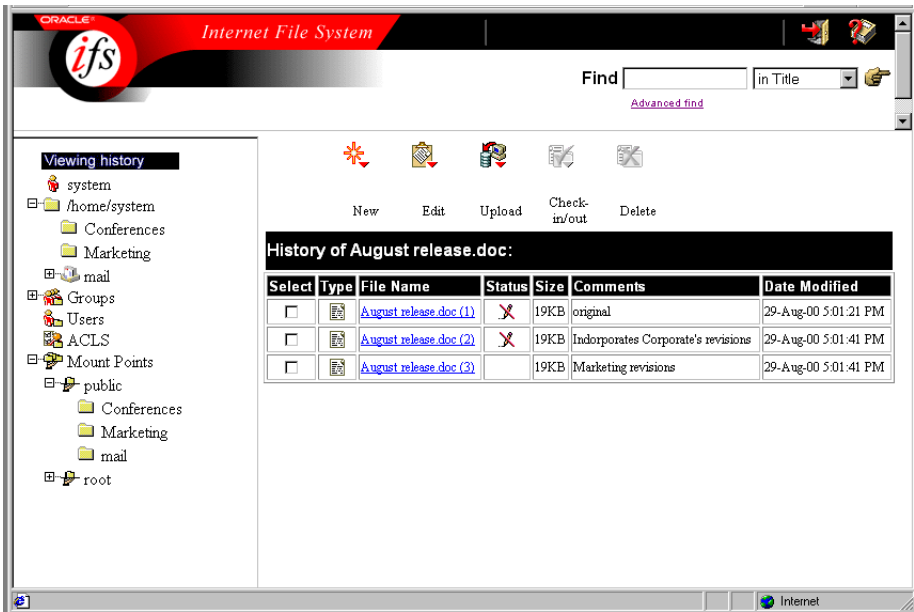 ORACLE®
ifs
Internet File System
Find
in Title
Advanced find
Viewing history
system
/home/system
Conferences
Marketing
mail
Groups
Users
ACLS
Mount Points
public
Conferences
Marketing
mail
root
New Edit Upload Check-in/out Delete
History of August release.doc:
Select Type File Name Status Size Comments Date Modified
August release.doc (1) 19KB original 29-Aug-00 5:01:21 PM
August release.doc (2) 19KB Indorporates Corporate's revisions 29-Aug-00 5:01:41 PM
August release.doc (3) 19KB Marketing revisions 29-Aug-00 5:01:41 PM
Internet